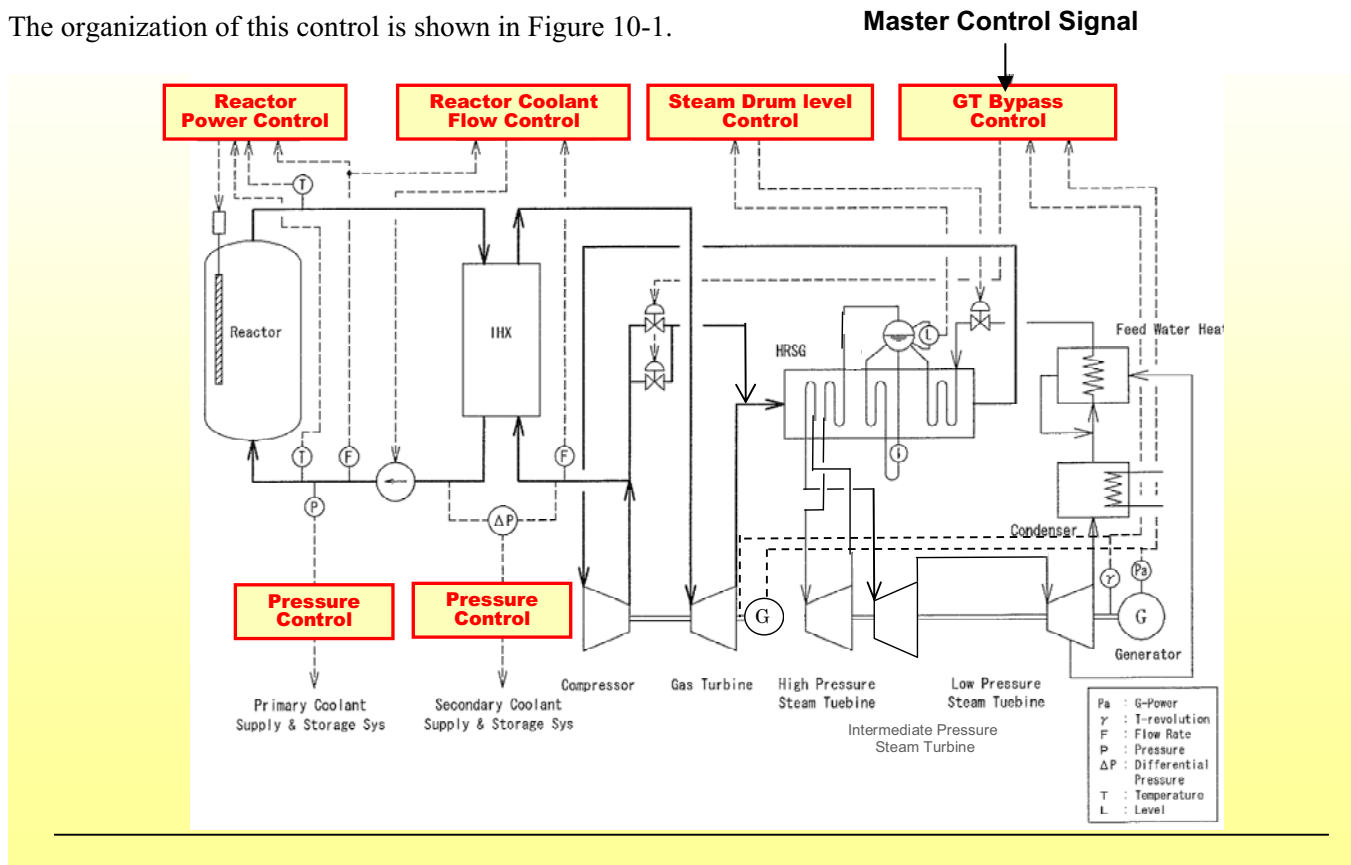 The organization of this control is shown in Figure 10-1.
Master Control Signal
Reactor
Power Control
Reactor Coolant
Flow Control
Steam Drum level
Control
GT Bypass
Control
T
Reactor
IHX
HRSG
L
Feed Water Heat
T
F
F
P
ΔP
Condenser
γ
Pa
Pressure
Control
Pressure
Control
G
G
Generator
Primary Coolant
Supply & Storage Sys
Secondary Coolant
Supply & Storage Sys
Compressor
Gas Turbine
High Pressure
Steam Tuebine
Low Pressure
Steam Tuebine
Intermediate Pressure
Steam Turbine
Pa : G-Power
γ : T-revolution
F : Flow Rate
P : Pressure
ΔP : Differential
Pressure
T : Temperature
L : Level